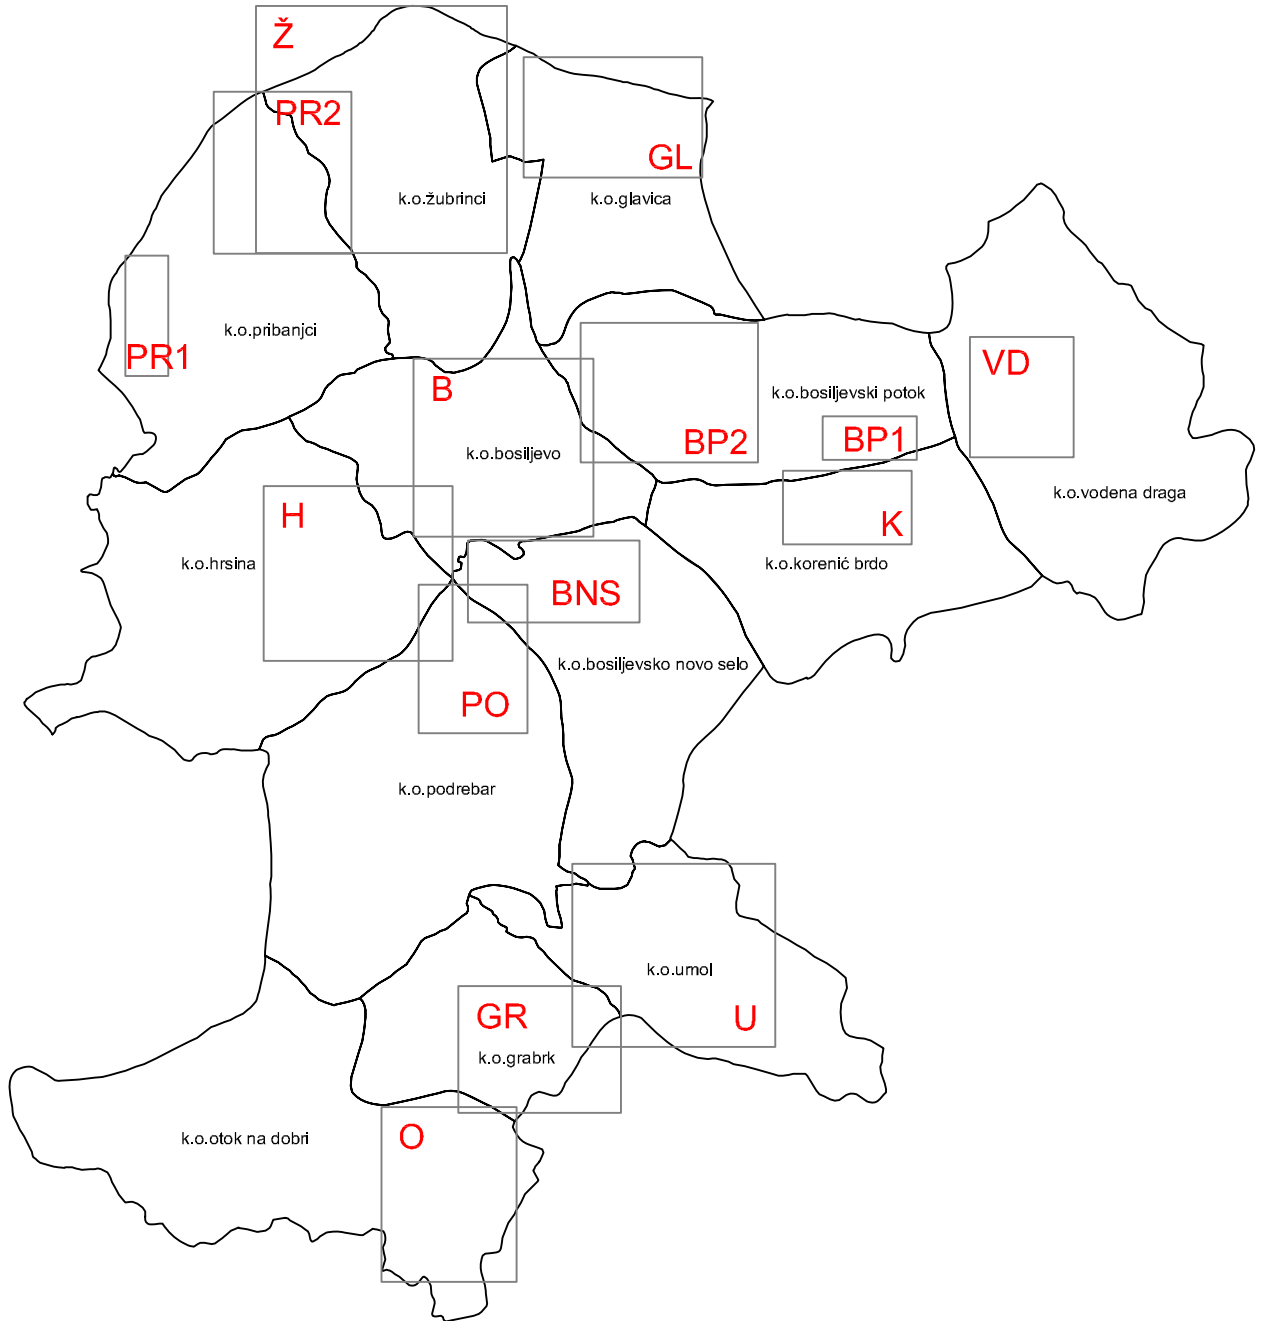 Ž
PR2
GL
k.o.žubrinci
k.o.glavica
k.o.pribanjci
PR1
B
VD
k.o.bosiljevski potok
BP2
BP1
k.o.bosiljevo
k.o.vodena draga
H
K
k.o.hrsina
k.o.korenić brdo
BNS
k.o.bosiljevsko novo selo
PO
k.o.podrebar
k.o.umol
GR
U
k.o.grabrk
O
k.o.otok na dobri